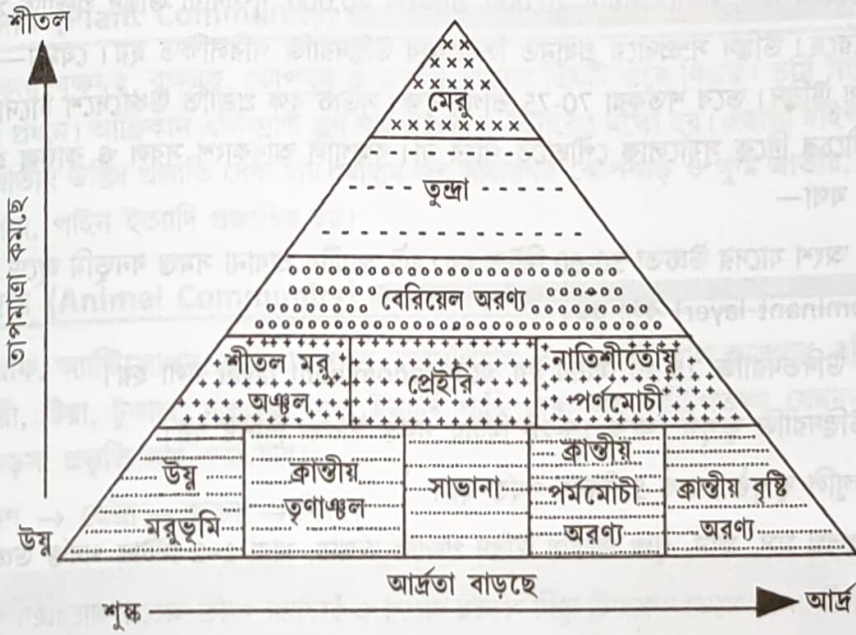 শীতল
মেরু
তুন্দ্রা
তাপমাত্রা কমছে
বেরিয়েল অরণ্য
শীতল মরু
অঞ্চল
প্রেইরি
নাতিশীতোষ্ণ
পর্ণমোচী
উষ্ণ
মরুভূমি
ক্রান্তীয়
তৃণাঞ্চল
সাভানা
ক্রান্তীয়
পর্মমোচী
অরণ্য
ক্রান্তীয় বৃষ্টি
অরণ্য
উষ্ণ
আর্দ্রতা বাড়ছে
শুষ্ক
আর্দ্র